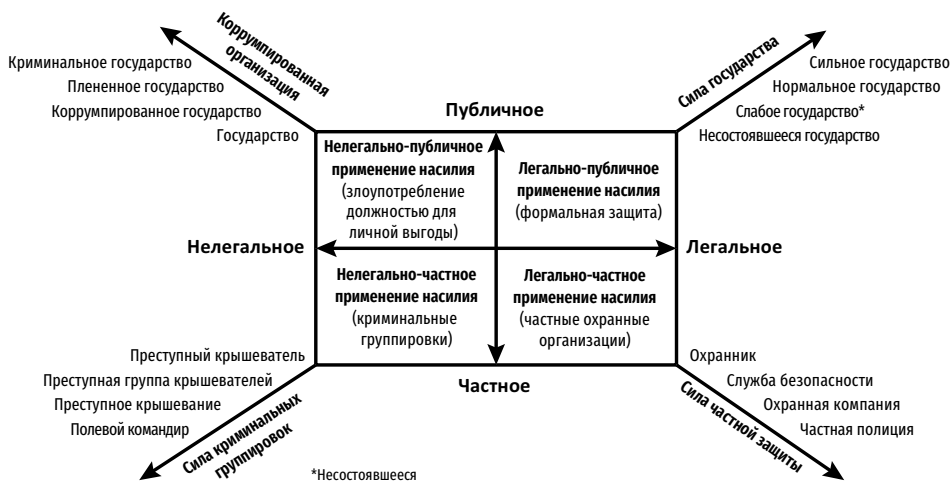 Криминальное государство
Плененное государство
Коррумпированное государство
Государство
Коррумпированная
организация
Сила государства
Сильное государство
Нормальное государство
Слабое государство*
Несостоявшееся государство
Публичное
Нелегально-публичное
применение насилия
(злоупотребление
должностью для
личной выгоды)
Легально-публичное
применение насилия
(формальная защита)
Нелегальное
Легальное
Нелегально-частное
применение насилия
(криминальные
группировки)
Легально-частное
применение насилия
(частные охранные
организации)
Частное
Преступный крышеватель
Преступная группа крышевателей
Преступное крышевание
Полевой командир
Сила криминальных
группировок
Охранник
Служба безопасности
Охранная компания
Частная полиция
Сила частной защиты
*Несостоявшееся